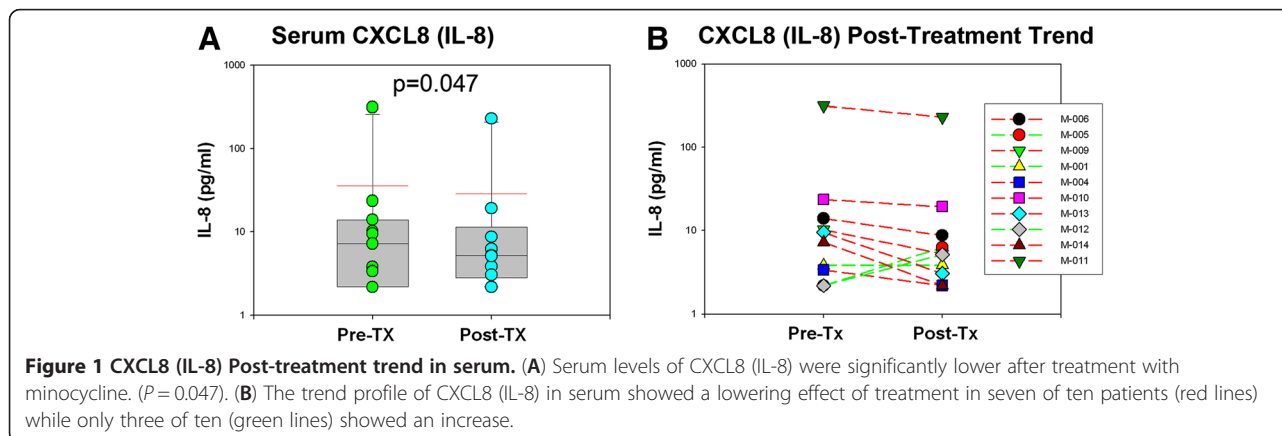 A
Serum CXCL8 (IL-8)
p=0.047
IL-8 (pg/ml)
1000
100
10
1
Pre-TX
Post-TX
B
CXCL8 (IL-8) Post-Treatment Trend
IL-8 (pg/ml)
1000
100
10
1
Pre-Tx
Post-Tx
M-006
M-005
M-009
M-001
M-004
M-010
M-013
M-012
M-014
M-011
Figure 1 CXCL8 (IL-8) Post-treatment trend in serum. (A) Serum levels of CXCL8 (IL-8) were significantly lower after treatment with
minocycline. (P = 0.047). (B) The trend profile of CXCL8 (IL-8) in serum showed a lowering effect of treatment in seven of ten patients (red lines)
while only three of ten (green lines) showed an increase.